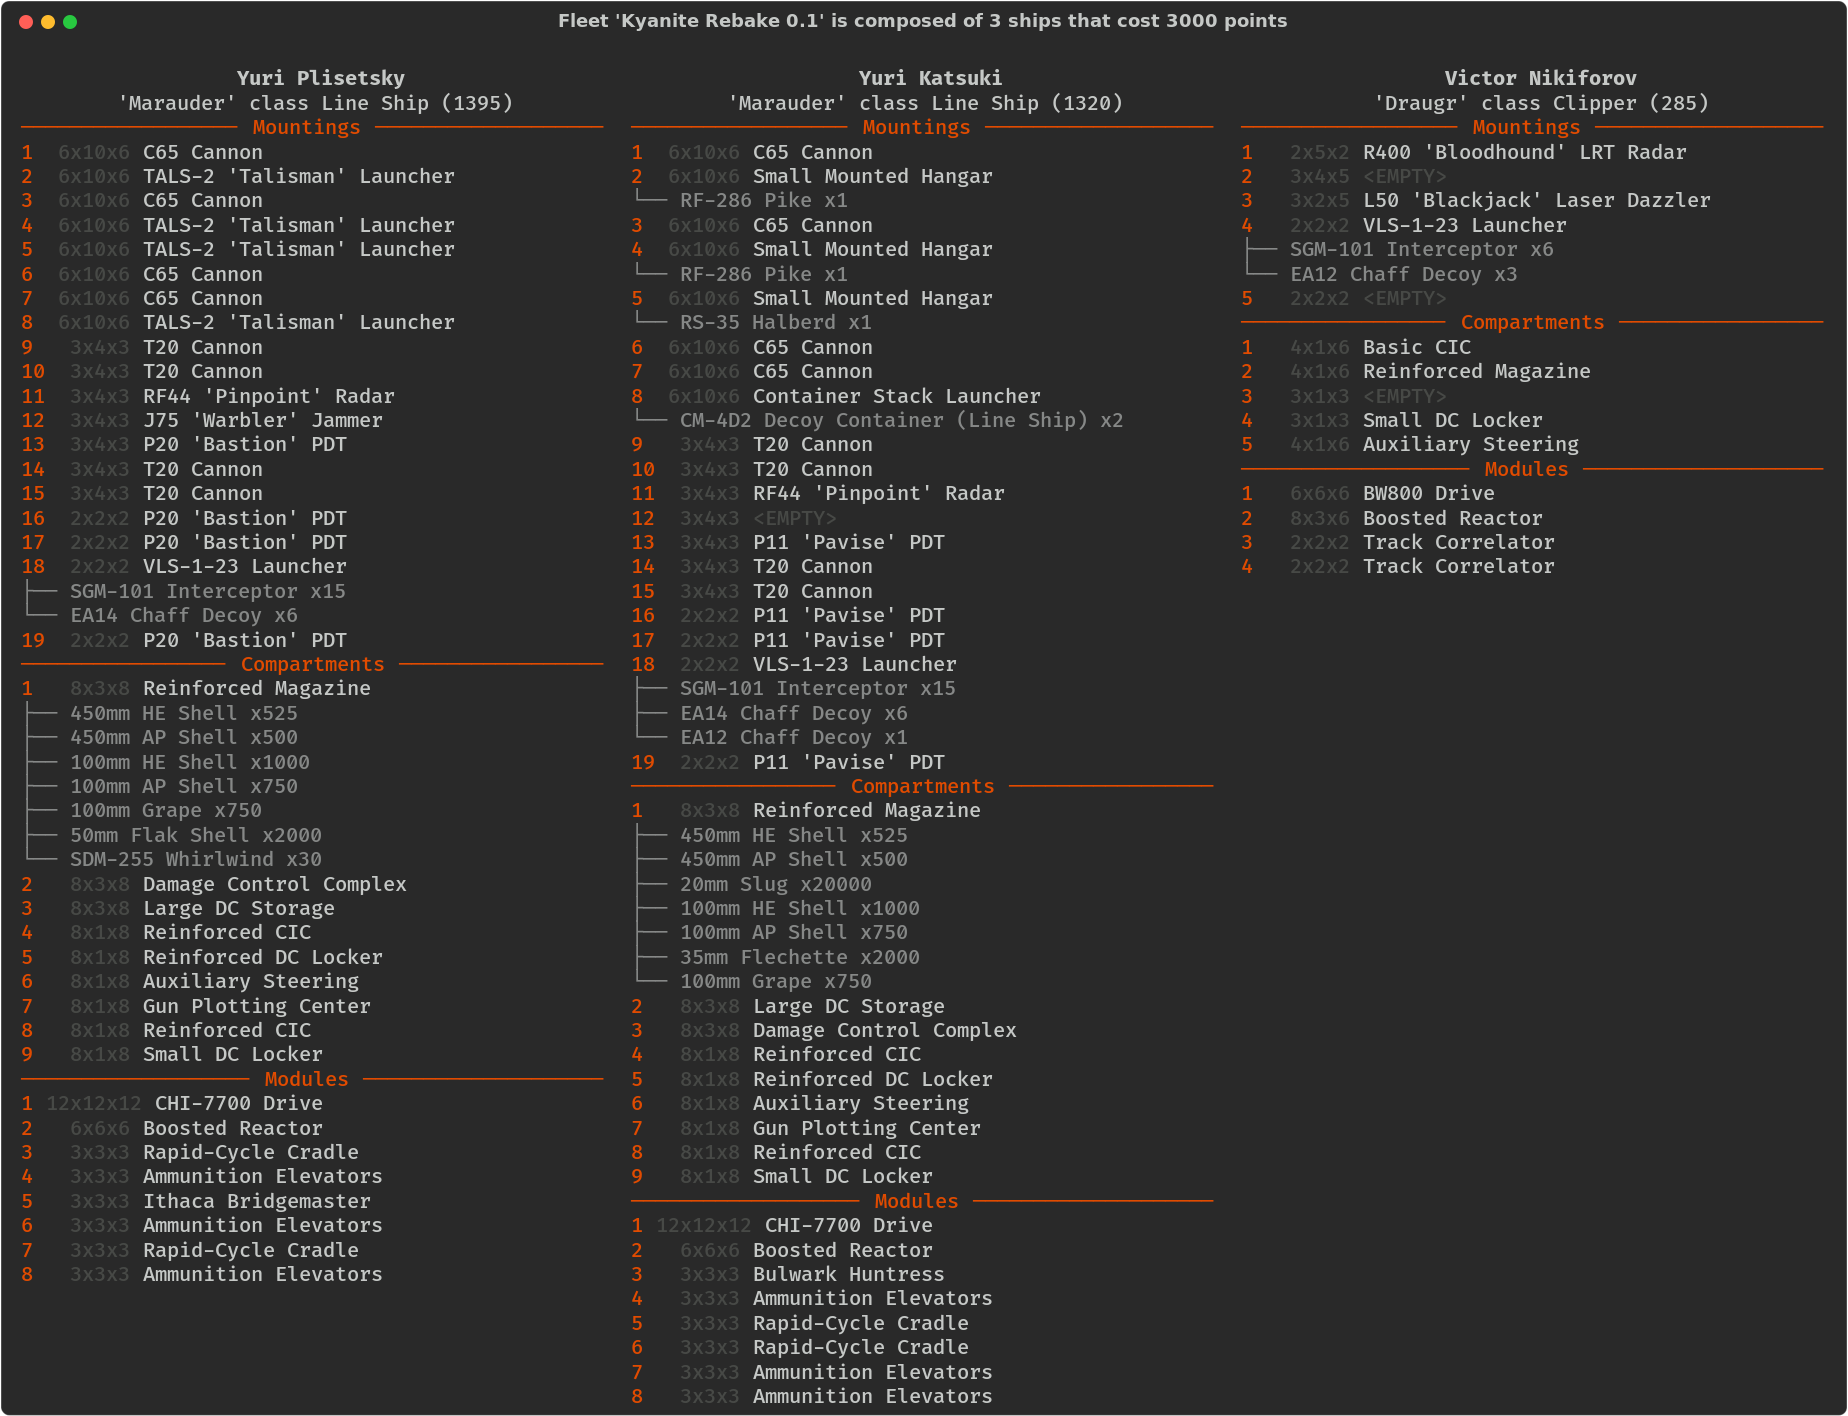 Fleet 'Kyanite Rebake 0.1' is composed of 3 ships that cost 3000 points
Yuri Plisetsky
'Marauder' class Line Ship (1395)
Mountings
1 6x10x6 C65 Cannon
2 6x10x6 TALS-2 'Talisman' Launcher
3 6x10x6 C65 Cannon
4 6x10x6 TALS-2 'Talisman' Launcher
5 6x10x6 TALS-2 'Talisman' Launcher
6 6x10x6 C65 Cannon
7 6x10x6 C65 Cannon
8 6x10x6 TALS-2 'Talisman' Launcher
9 3x4x3 T20 Cannon
10 3x4x3 T20 Cannon
11 3x4x3 RF44 'Pinpoint' Radar
12 3x4x3 J75 'Warbler' Jammer
13 3x4x3 P20 'Bastion' PDT
14 3x4x3 T20 Cannon
15 3x4x3 T20 Cannon
16 2x2x2 P20 'Bastion' PDT
17 2x2x2 P20 'Bastion' PDT
18 2x2x2 VLS-1-23 Launcher
├── SGM-101 Interceptor x15
└── EA14 Chaff Decoy x6
19 2x2x2 P20 'Bastion' PDT
Compartments
1 8x3x8 Reinforced Magazine
├── 450mm HE Shell x525
├── 450mm AP Shell x500
├── 100mm HE Shell x1000
├── 100mm AP Shell x750
├── 100mm Grape x750
├── 50mm Flak Shell x2000
└── SDM-255 Whirlwind x30
2 8x3x8 Damage Control Complex
3 8x3x8 Large DC Storage
4 8x1x8 Reinforced CIC
5 8x1x8 Reinforced DC Locker
6 8x1x8 Auxiliary Steering
7 8x1x8 Gun Plotting Center
8 8x1x8 Reinforced CIC
9 8x1x8 Small DC Locker
Modules
1 12x12x12 CHI-7700 Drive
2 6x6x6 Boosted Reactor
3 3x3x3 Rapid-Cycle Cradle
4 3x3x3 Ammunition Elevators
5 3x3x3 Ithaca Bridgemaster
6 3x3x3 Ammunition Elevators
7 3x3x3 Rapid-Cycle Cradle
8 3x3x3 Ammunition Elevators
Yuri Katsuki
'Marauder' class Line Ship (1320)
Mountings
1 6x10x6 C65 Cannon
2 6x10x6 Small Mounted Hangar
└── RF-286 Pike x1
3 6x10x6 C65 Cannon
4 6x10x6 Small Mounted Hangar
└── RF-286 Pike x1
5 6x10x6 Small Mounted Hangar
└── RS-35 Halberd x1
6 6x10x6 C65 Cannon
7 6x10x6 C65 Cannon
8 6x10x6 Container Stack Launcher
└── CM-4D2 Decoy Container (Line Ship) x2
9 3x4x3 T20 Cannon
10 3x4x3 T20 Cannon
11 3x4x3 RF44 'Pinpoint' Radar
12 3x4x3 <EMPTY>
13 3x4x3 P11 'Pavise' PDT
14 3x4x3 T20 Cannon
15 3x4x3 T20 Cannon
16 2x2x2 P11 'Pavise' PDT
17 2x2x2 P11 'Pavise' PDT
18 2x2x2 VLS-1-23 Launcher
├── SGM-101 Interceptor x15
├── EA14 Chaff Decoy x6
└── EA12 Chaff Decoy x1
19 2x2x2 P11 'Pavise' PDT
Compartments
1 8x3x8 Reinforced Magazine
├── 450mm HE Shell x525
├── 450mm AP Shell x500
├── 20mm Slug x20000
├── 100mm HE Shell x1000
├── 100mm AP Shell x750
├── 35mm Flechette x2000
└── 100mm Grape x750
2 8x3x8 Large DC Storage
3 8x3x8 Damage Control Complex
4 8x1x8 Reinforced CIC
5 8x1x8 Reinforced DC Locker
6 8x1x8 Auxiliary Steering
7 8x1x8 Gun Plotting Center
8 8x1x8 Reinforced CIC
9 8x1x8 Small DC Locker
Modules
1 12x12x12 CHI-7700 Drive
2 6x6x6 Boosted Reactor
3 3x3x3 Bulwark Huntress
4 3x3x3 Ammunition Elevators
5 3x3x3 Rapid-Cycle Cradle
6 3x3x3 Rapid-Cycle Cradle
7 3x3x3 Ammunition Elevators
8 3x3x3 Ammunition Elevators
Victor Nikiforov
'Draugr' class Clipper (285)
Mountings
1 2x5x2 R400 'Bloodhound' LRT Radar
2 3x4x5 <EMPTY>
3 3x2x5 L50 'Blackjack' Laser Dazzler
4 2x2x2 VLS-1-23 Launcher
├── SGM-101 Interceptor x6
└── EA12 Chaff Decoy x3
5 2x2x2 <EMPTY>
Compartments
1 4x1x6 Basic CIC
2 4x1x6 Reinforced Magazine
3 3x1x3 <EMPTY>
4 3x1x3 Small DC Locker
5 4x1x6 Auxiliary Steering
Modules
1 6x6x6 BW800 Drive
2 8x3x6 Boosted Reactor
3 2x2x2 Track Correlator
4 2x2x2 Track Correlator